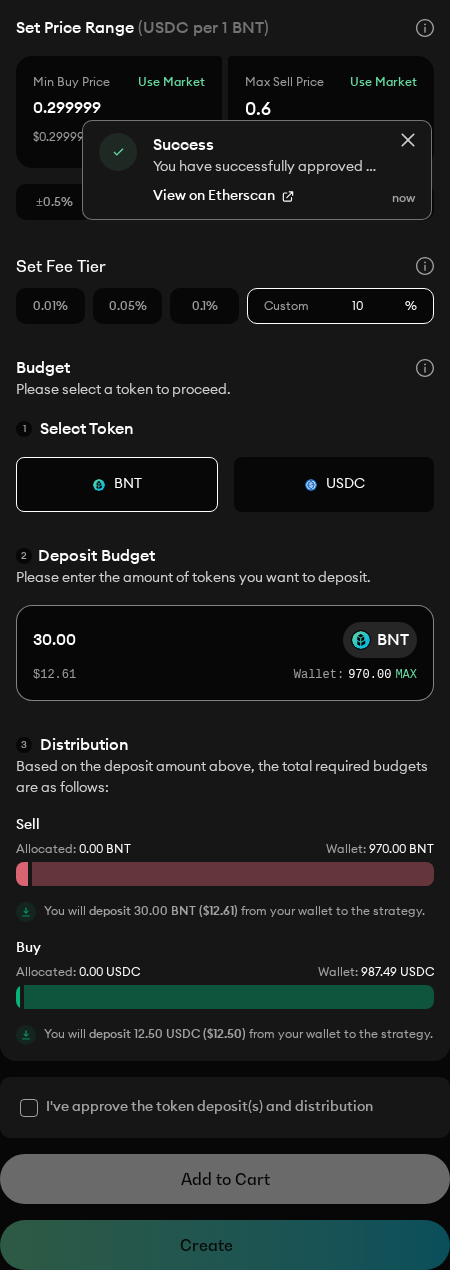 Set Price Range (USDC per 1 BNT)
Min Buy Price Use Market
0.299999
$0.29999
Max Sell Price Use Market
0.6
Success
You have successfully approved ...
View on Etherscan
now
±0.5%
Set Fee Tier
0.01% 0.05% 0.1% Custom 10 %
Budget
Please select a token to proceed.
1 Select Token
BNT USDC
2 Deposit Budget
Please enter the amount of tokens you want to deposit.
30.00 BNT
$12.61 Wallet: 970.00 MAX
3 Distribution
Based on the deposit amount above, the total required budgets
are as follows:
Sell
Allocated: 0.00 BNT Wallet: 970.00 BNT
You will deposit 30.00 BNT ($12.61) from your wallet to the strategy.
Buy
Allocated: 0.00 USDC Wallet: 987.49 USDC
You will deposit 12.50 USDC ($12.50) from your wallet to the strategy.
I've approve the token deposit(s) and distribution
Add to Cart
Create